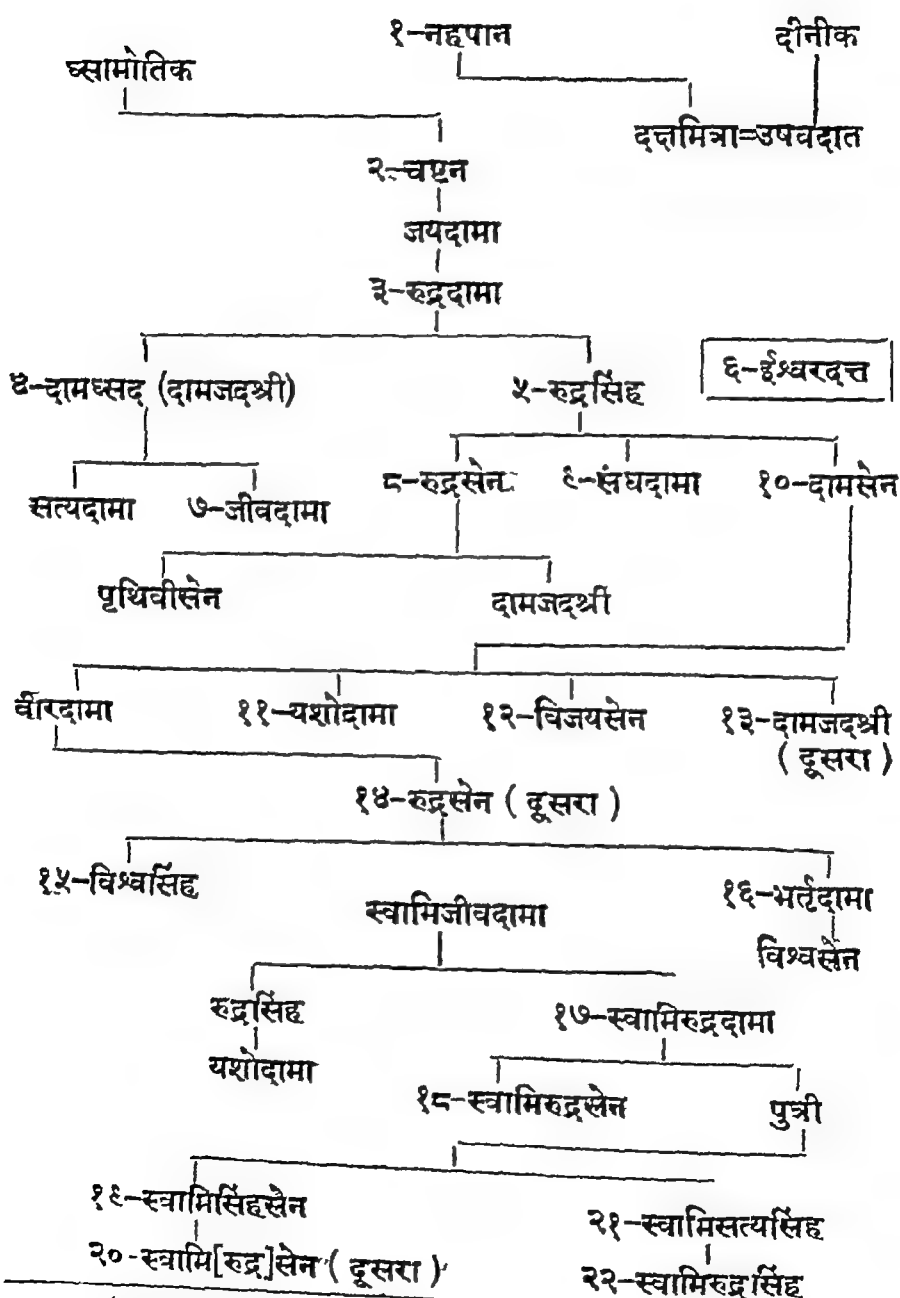 १-नहपान दीनीक
घ्सामोतिक
दक्षमित्रा=उषवदात
२-चष्टन
जयदामा
३-रुद्रदामा
६-ईश्वरदत्त
४-दामघ्सद (दामजदश्री) ५-रुद्रसिंह
८-रुद्रसेन ९-संघदामा १०-दामसेन
सत्यदामा ७-जीवदामा
पृथिवीसेन दामजदश्री
वीरदामा ११-यशोदामा १२-विजयसेन १३-दामजदश्री
(दूसरा)
१४-रुद्रसेन (दूसरा)
१५-विश्वसिंह १६-भर्तृदामा
स्वामिजीवदामा
विश्वसेन
रुद्रसिंह १७-स्वामिरुद्रदामा
यशोदामा
१८-स्वामिरुद्रसेन पुत्री
१९-स्वामिसिंहसेन
२१-स्वामिसत्यसिंह
२०-स्वामि[रुद्र]सेन (दूसरा)
२२-स्वामिरुद्रसिंह